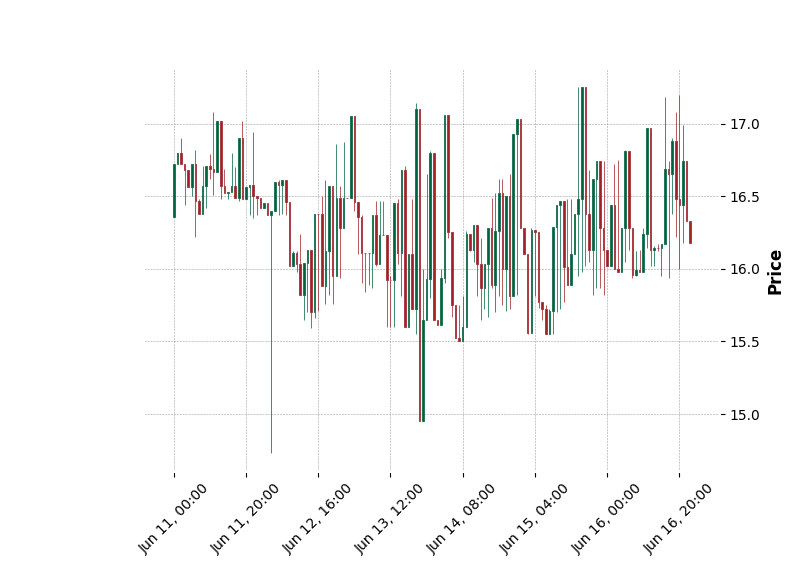 17.0
16.5
16.0
15.5
15.0
Price
Jun 11, 00:00
Jun 11, 20:00
Jun 12, 16:00
Jun 13, 12:00
Jun 14, 08:00
Jun 15, 04:00
Jun 16, 00:00
Jun 16, 20:00